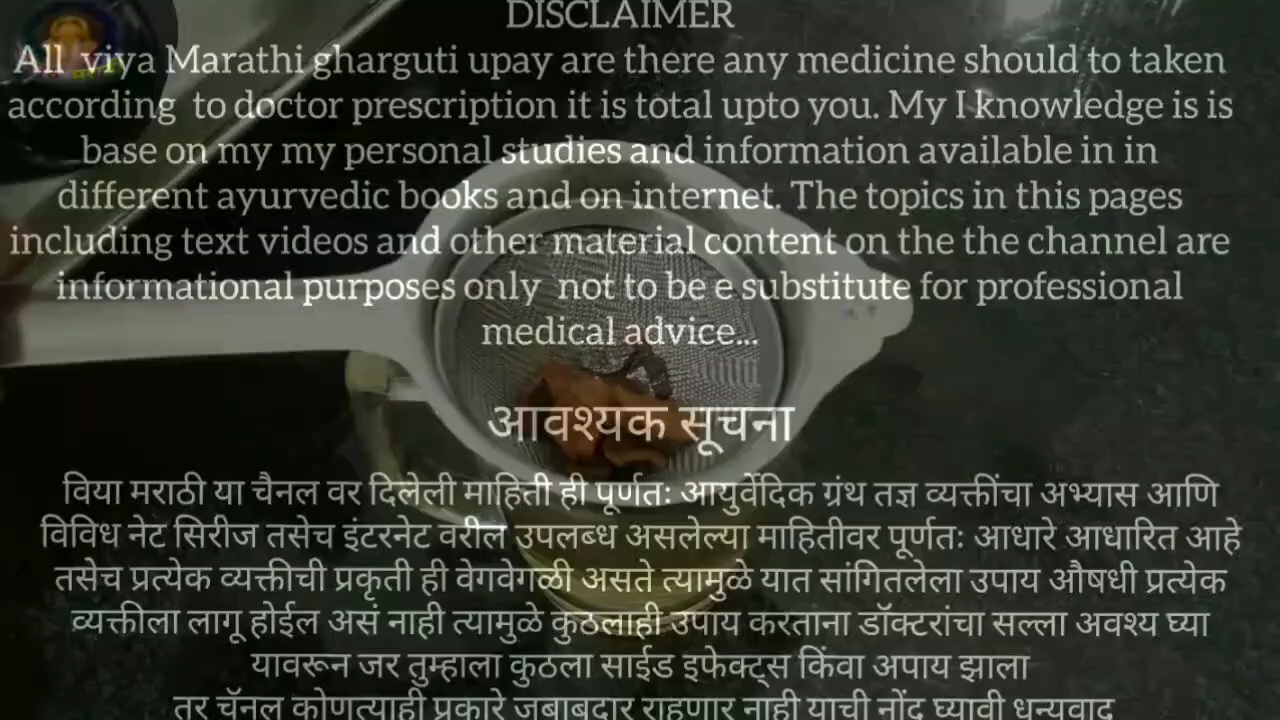 DISCLAIMER
All viya Marathi gharguti upay are there any medicine should to taken
according to doctor prescription it is total upto you. My I knowledge is is
base on my my personal studies and information available in in
different ayurvedic books and on internet. The topics in this pages
including text videos and other material content on the the channel are
informational purposes only not to be e substitute for professional
medical advice...
आवश्यक सूचना
विया मराठी या चैनल वर दिलेली माहिती ही पूर्णतः आयुर्वेदिक ग्रंथ तज्ञ व्यक्तींचा अभ्यास आणि
विविध नेट सिरीज तसेच इंटरनेट वरील उपलब्ध असलेल्या माहितीवर पूर्णतः आधारे आधारित आहे
तसेच प्रत्येक व्यक्तीची प्रकृती ही वेगवेगळी असते त्यामुळे यात सांगितलेला उपाय औषधी प्रत्येक
व्यक्तीला लागू होईल असं नाही त्यामुळे कुठलाही उपाय करताना डॉक्टरांचा सल्ला अवश्य घ्या
यावरून जर तुम्हाला कुठला साईड इफेक्ट्स किंवा अपाय झाला
तर चॅनल कोणत्याही प्रकारे जबाबदार राहणार नाही याची नोंद घ्यावी धन्यवाद